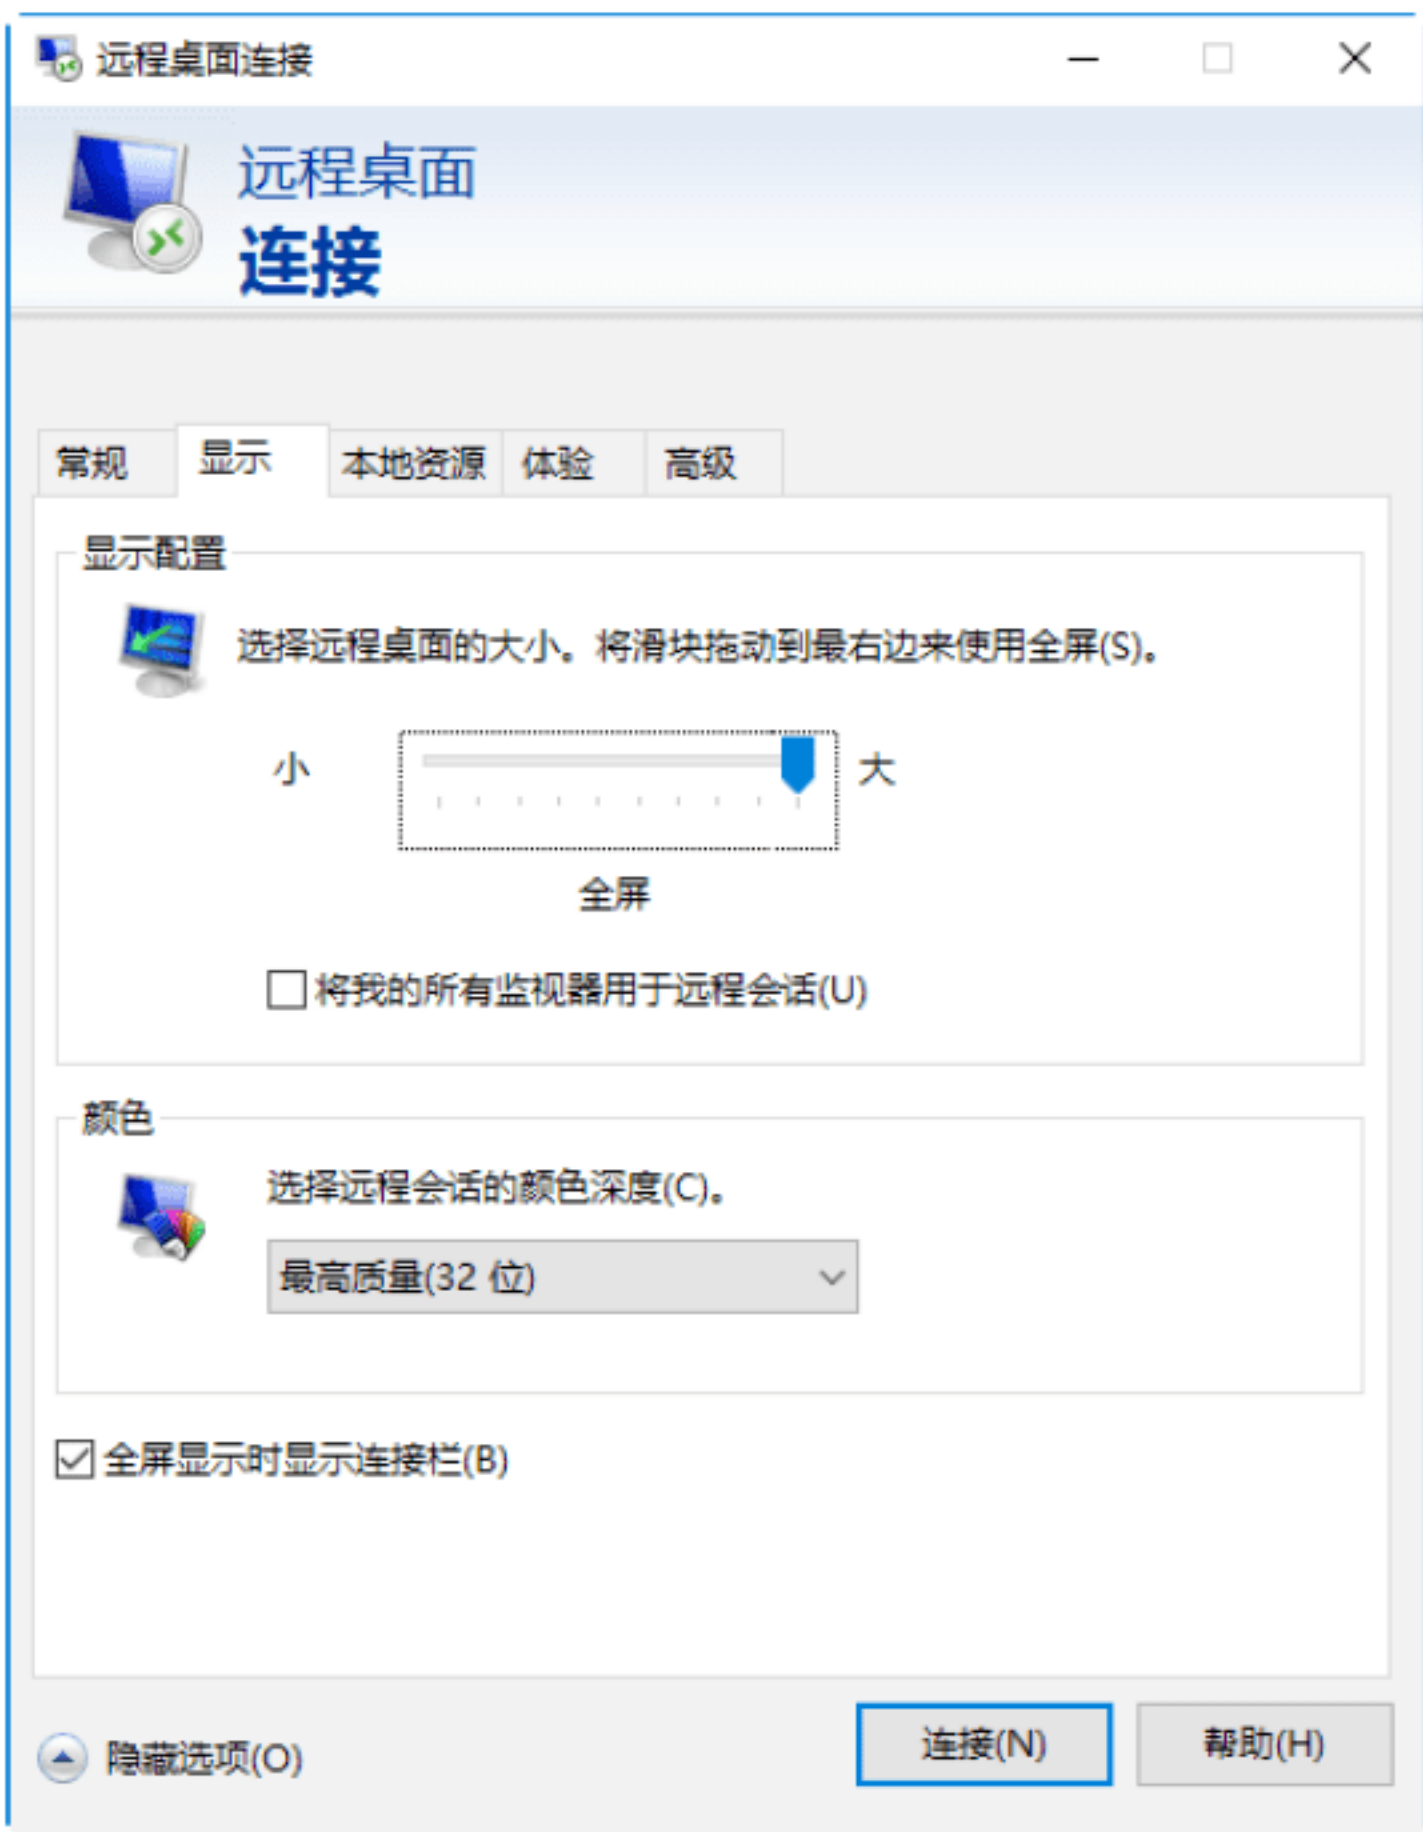 远程桌面连接
远程桌面
连接
常规 显示 本地资源 体验 高级
显示配置
选择远程桌面的大小。将滑块拖动到最右边来使用全屏(S)。
小 大
全屏
将我的所有监视器用于远程会话(U)
颜色
选择远程会话的颜色深度(C)。
最高质量(32 位)
全屏显示时显示连接栏(B)
隐藏选项(O) 连接(N) 帮助(H)